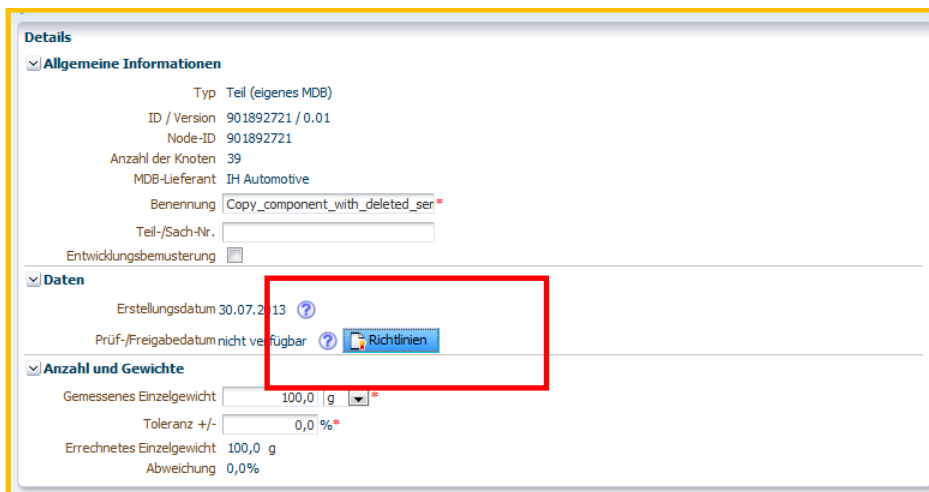 Details
Allgemeine Informationen
Typ Teil (eigenes MDB)
ID / Version 901892721 / 0.01
Node-ID 901892721
Anzahl der Knoten 39
MDB-Lieferant IH Automotive
Benennung Copy_component_with_deleted_ser *
Teil-/Sach-Nr.
Entwicklungsbemusterung
Daten
Erstellungsdatum 30.07.2013 ?
Prüf-/Freigabedatum nicht verfügbar ? Richtlinien
Anzahl und Gewichte
Gemessenes Einzelgewicht 100,0 g *
Toleranz +/- 0,0 %*
Errechnetes Einzelgewicht 100,0 g
Abweichung 0,0%